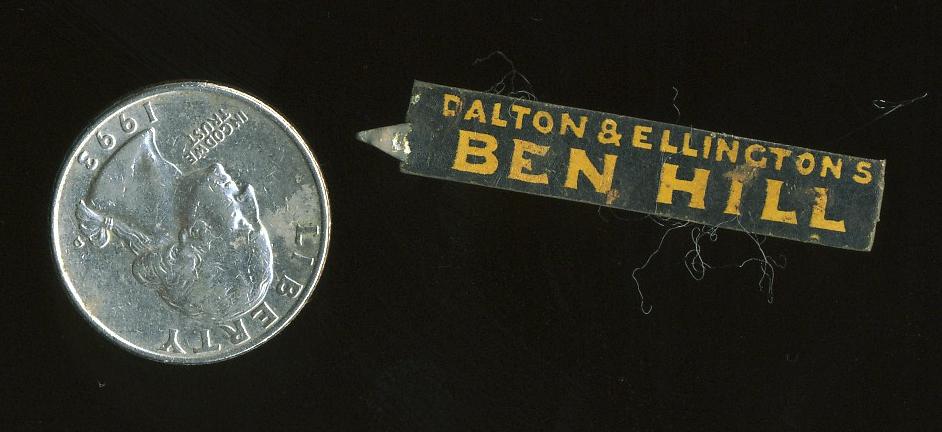 1993
IN GOD WE
TRUST
LIBERTY
DALTON & ELLINGTONS
BEN HILL